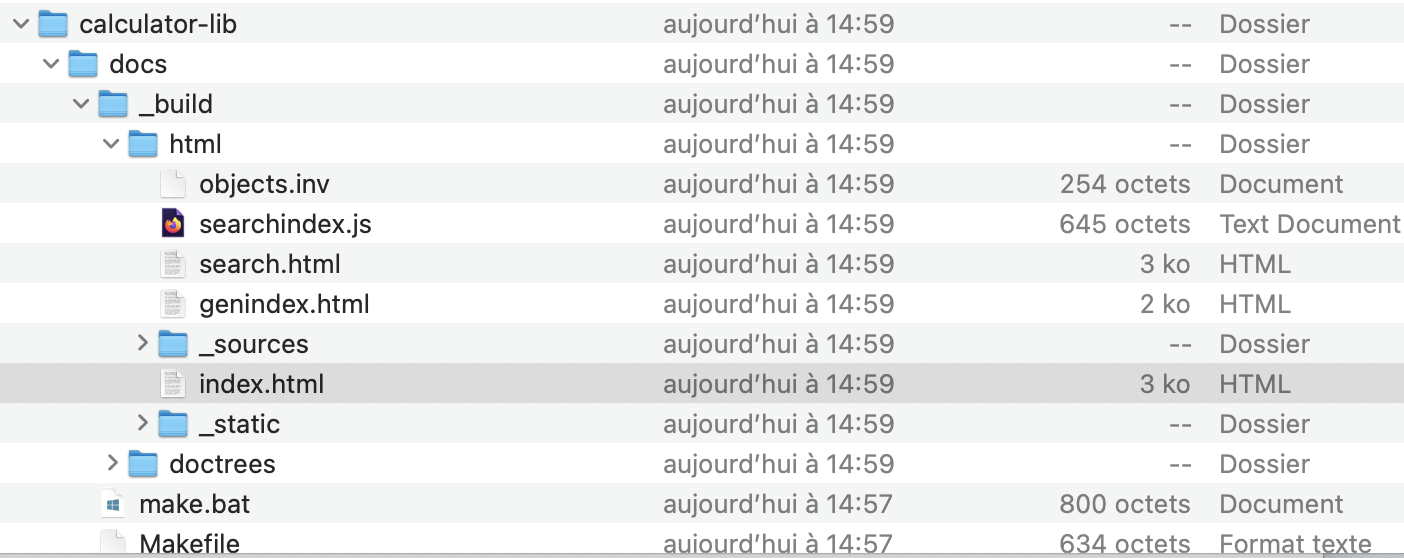 calculator-lib aujourd’hui à 14:59 -- Dossier
docs aujourd’hui à 14:59 -- Dossier
_build aujourd’hui à 14:59 -- Dossier
html aujourd’hui à 14:59 -- Dossier
objects.inv aujourd’hui à 14:59 254 octets Document
searchindex.js aujourd’hui à 14:59 645 octets Text Document
search.html aujourd’hui à 14:59 3 ko HTML
genindex.html aujourd’hui à 14:59 2 ko HTML
_sources aujourd’hui à 14:59 -- Dossier
index.html aujourd’hui à 14:59 3 ko HTML
_static aujourd’hui à 14:59 -- Dossier
doctrees aujourd’hui à 14:59 -- Dossier
make.bat aujourd’hui à 14:57 800 octets Document
Makefile aujourd’hui à 14:57 634 octets Format texte